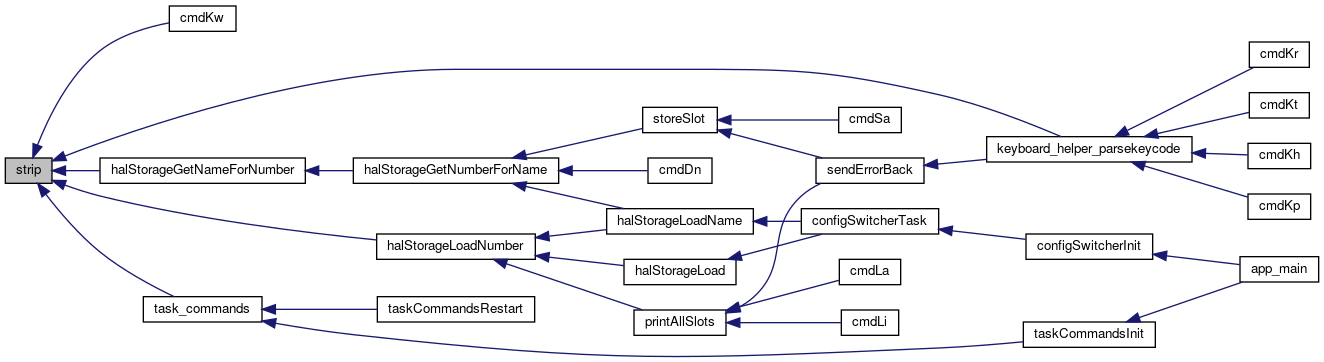 cmdKw
cmdKr
cmdKt
storeSlot
cmdSa
keyboard_helper_parsekeycode
cmdKh
strip
halStorageGetNameForNumber
halStorageGetNumberForName
cmdDn
sendErrorBack
cmdKp
halStorageLoadName
configSwitcherTask
halStorageLoadNumber
configSwitcherInit
halStorageLoad
cmdLa
app_main
task_commands
taskCommandsRestart
printAllSlots
cmdLi
taskCommandsInit